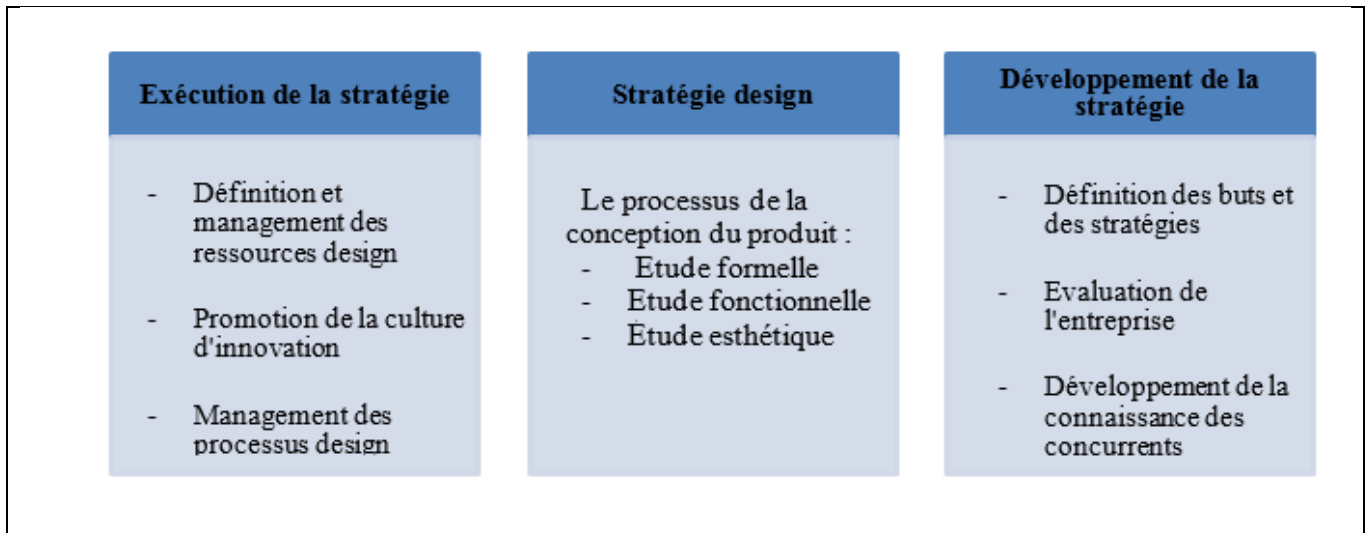 Exécution de la stratégie
- Définition et
management des
ressources design
- Promotion de la culture
d'innovation
- Management des
processus design
Stratégie design
Le processus de la
conception du produit :
- Etude formelle
- Etude fonctionnelle
- Étude esthétique
Développement de la
stratégie
- Définition des buts et
des stratégies
- Evaluation de
l'entreprise
- Développement de la
connaissance des
concurrents